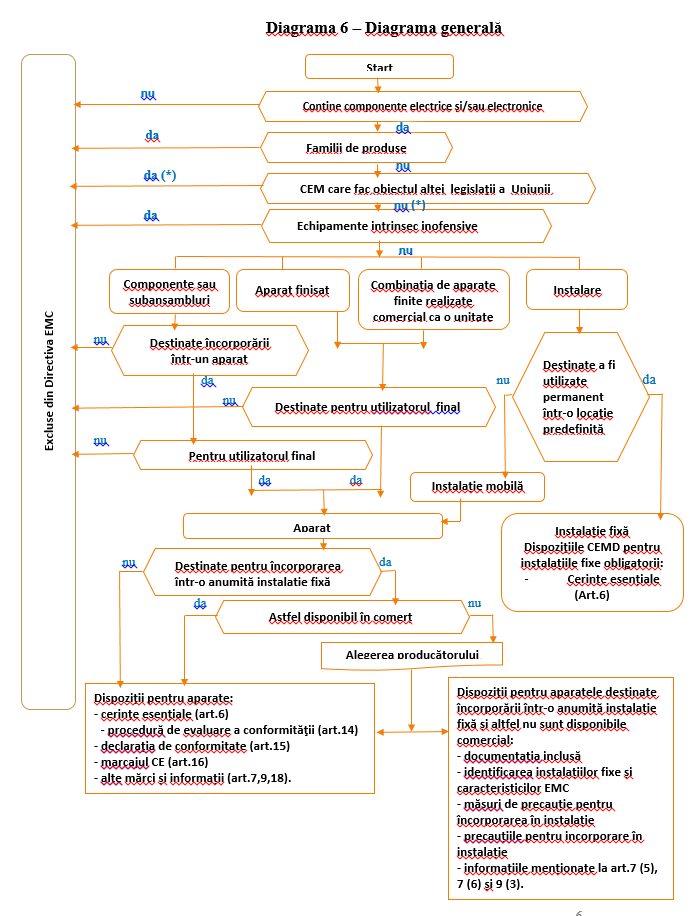 Diagrama 6 – Diagrama generală
Start
nu
Conține componente electrice și/sau electronice
da
da
Familii de produse
nu
da (*)
CEM care fac obiectul altei legislații a Uniunii
nu (*)
da
Echipamente intrinsec inofensive
nu
Excluse din Directiva EMC
Componente sau
subansambluri
Aparat finisat
Combinația de aparate
finite realizate
comercial ca o unitate
Instalare
nu
Destinate încorporării
într-un aparat
da
nu
Destinate pentru utilizatorul final
nu
Destinate a fi
utilizate
permanent
într-o locație
predefinită
da
nu
Pentru utilizatorul final
da
da
Instalație mobilă
Aparat
Instalație fixă
Dispozițiile CEMD pentru
instalațiile fixe obligatorii:
- Cerințe esențiale
(Art.6)
nu
Destinate pentru încorporarea
într-o anumită instalație fixă
da
da
Astfel disponibil în comerț
nu
Alegerea producătorului
Dispoziții pentru aparate:
- cerințe esențiale (art.6)
- procedură de evaluare a conformității (art.14)
- declarația de conformitate (art.15)
- marcajul CE (art.16)
- alte mărci și informații (art.7,9,18).
Dispoziții pentru aparatele destinate
încorporării într-o anumită instalație
fixă și altfel nu sunt disponibile
comercial:
- documentația inclusă
- identificarea instalațiilor fixe și
caracteristicilor EMC
- măsuri de precauție pentru
încorporarea în instalație
- precauțiile pentru incorporare în
instalație
- informațiile menționate la art.7 (5),
7 (6) și 9 (3).
6